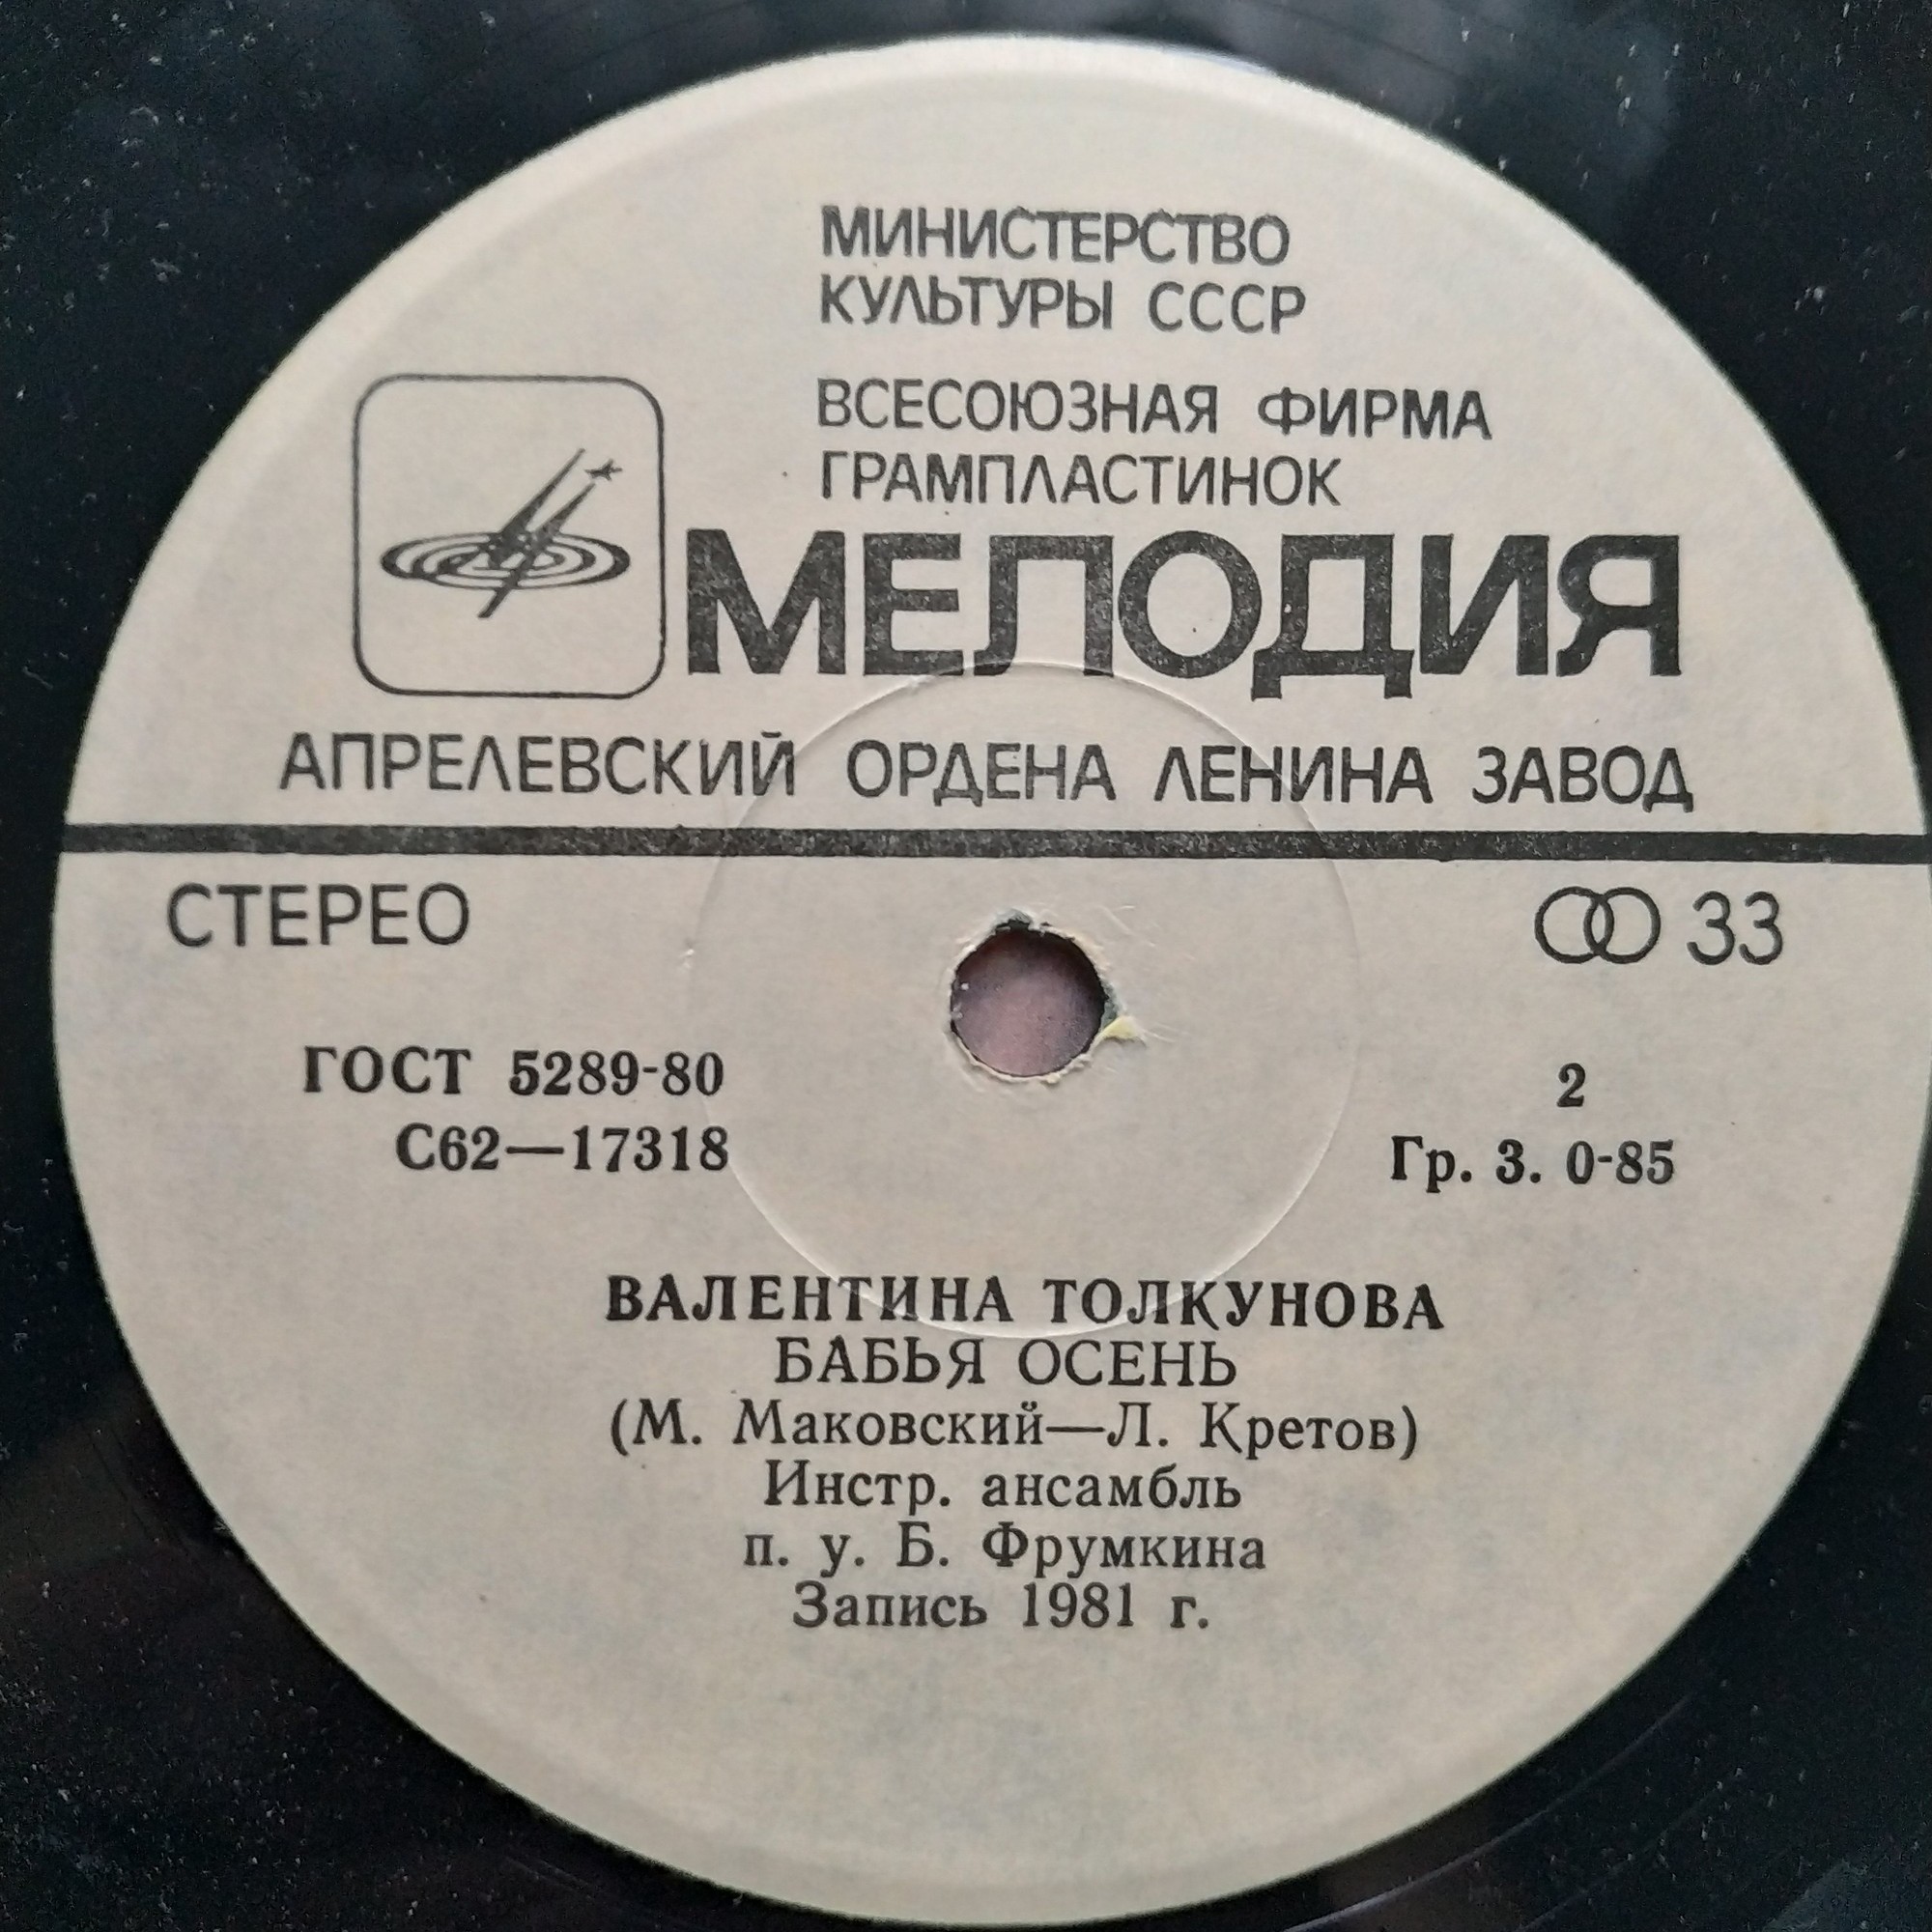 МИНИСТЕРСТВО
КУЛЬТУРЫ СССР
ВСЕСОЮЗНАЯ ФИРМА
ГРАМПЛАСТИНОК
МЕЛОДИЯ
АПРЕЛЕВСКИЙ ОРДЕНА ЛЕНИНА ЗАВОД
СТЕРЕО 33
ГОСТ 5289-80 2
С62—17318 Гр. 3. 0-85
ВАЛЕНТИНА ТОЛКУНОВА
БАБЬЯ ОСЕНЬ
(М. Маковский—Л. Кретов)
Инстр. ансамбль
п. у. Б. Фрумкина
Запись 1981 г.